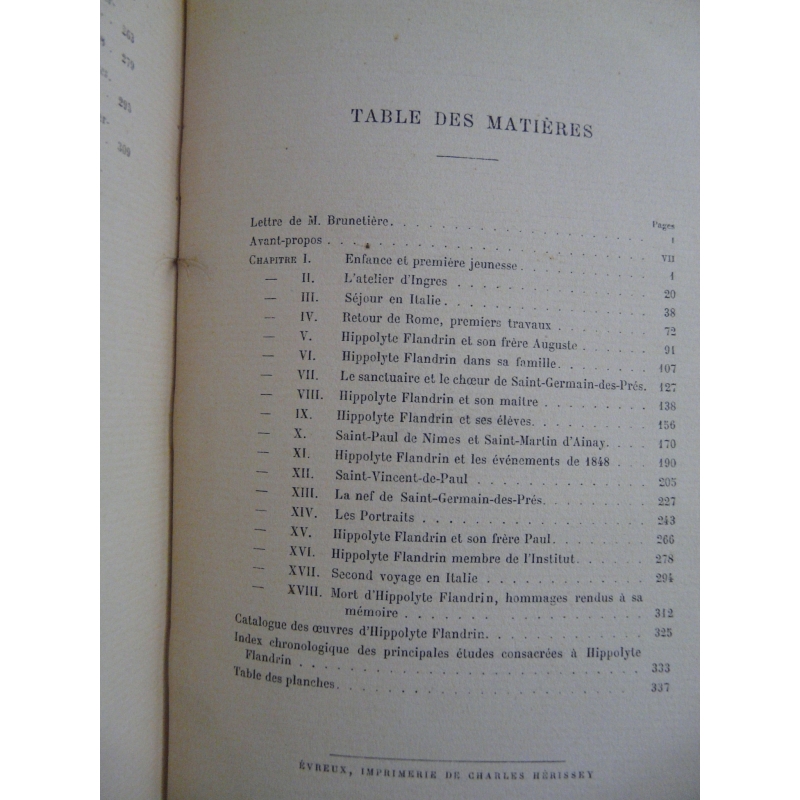 263
279
295
309
TABLE DES MATIÈRES
Pages
Lettre de M. Brunetière. . . . . . . . . . . . . . . . I
Avant-propos . . . . . . . . . . . . . . . . . . . VII
CHAPITRE I. Enfance et première jeunesse. . . . . . . . . 1
— II. L'atelier d'Ingres . . . . . . . . . . . . 20
— III. Séjour en Italie . . . . . . . . . . . . . 38
— IV. Retour de Rome, premiers travaux . . . . . . . 72
— V. Hippolyte Flandrin et son frère Auguste . . . . . 91
— VI. Hippolyte Flandrin dans sa famille. . . . . . . 107
— VII. Le sanctuaire et le chœur de Saint-Germain-des-Prés. 127
— VIII. Hippolyte Flandrin et son maître . . . . . . . 138
— IX. Hippolyte Flandrin et ses élèves. . . . . . . . 156
— X. Saint-Paul de Nîmes et Saint-Martin d'Ainay. . . . 170
— XI. Hippolyte Flandrin et les événements de 1848 . . . 190
— XII. Saint-Vincent-de-Paul . . . . . . . . . . . 205
— XIII. La nef de Saint-Germain-des-Prés. . . . . . . . 227
— XIV. Les Portraits . . . . . . . . . . . . . . 243
— XV. Hippolyte Flandrin et son frère Paul. . . . . . . 266
— XVI. Hippolyte Flandrin membre de l'Institut. . . . . . 278
— XVII. Second voyage en Italie . . . . . . . . . . . 294
— XVIII. Mort d'Hippolyte Flandrin, hommages rendus à sa
mémoire . . . . . . . . . . . . . . . . 312
Catalogue des œuvres d'Hippolyte Flandrin. . . . . . . . . 325
Index chronologique des principales études consacrées à Hippolyte
Flandrin . . . . . . . . . . . . . . . . . . . 333
Table des planches. . . . . . . . . . . . . . . . . 337
ÉVREUX, IMPRIMERIE DE CHARLES HÉRISSEY